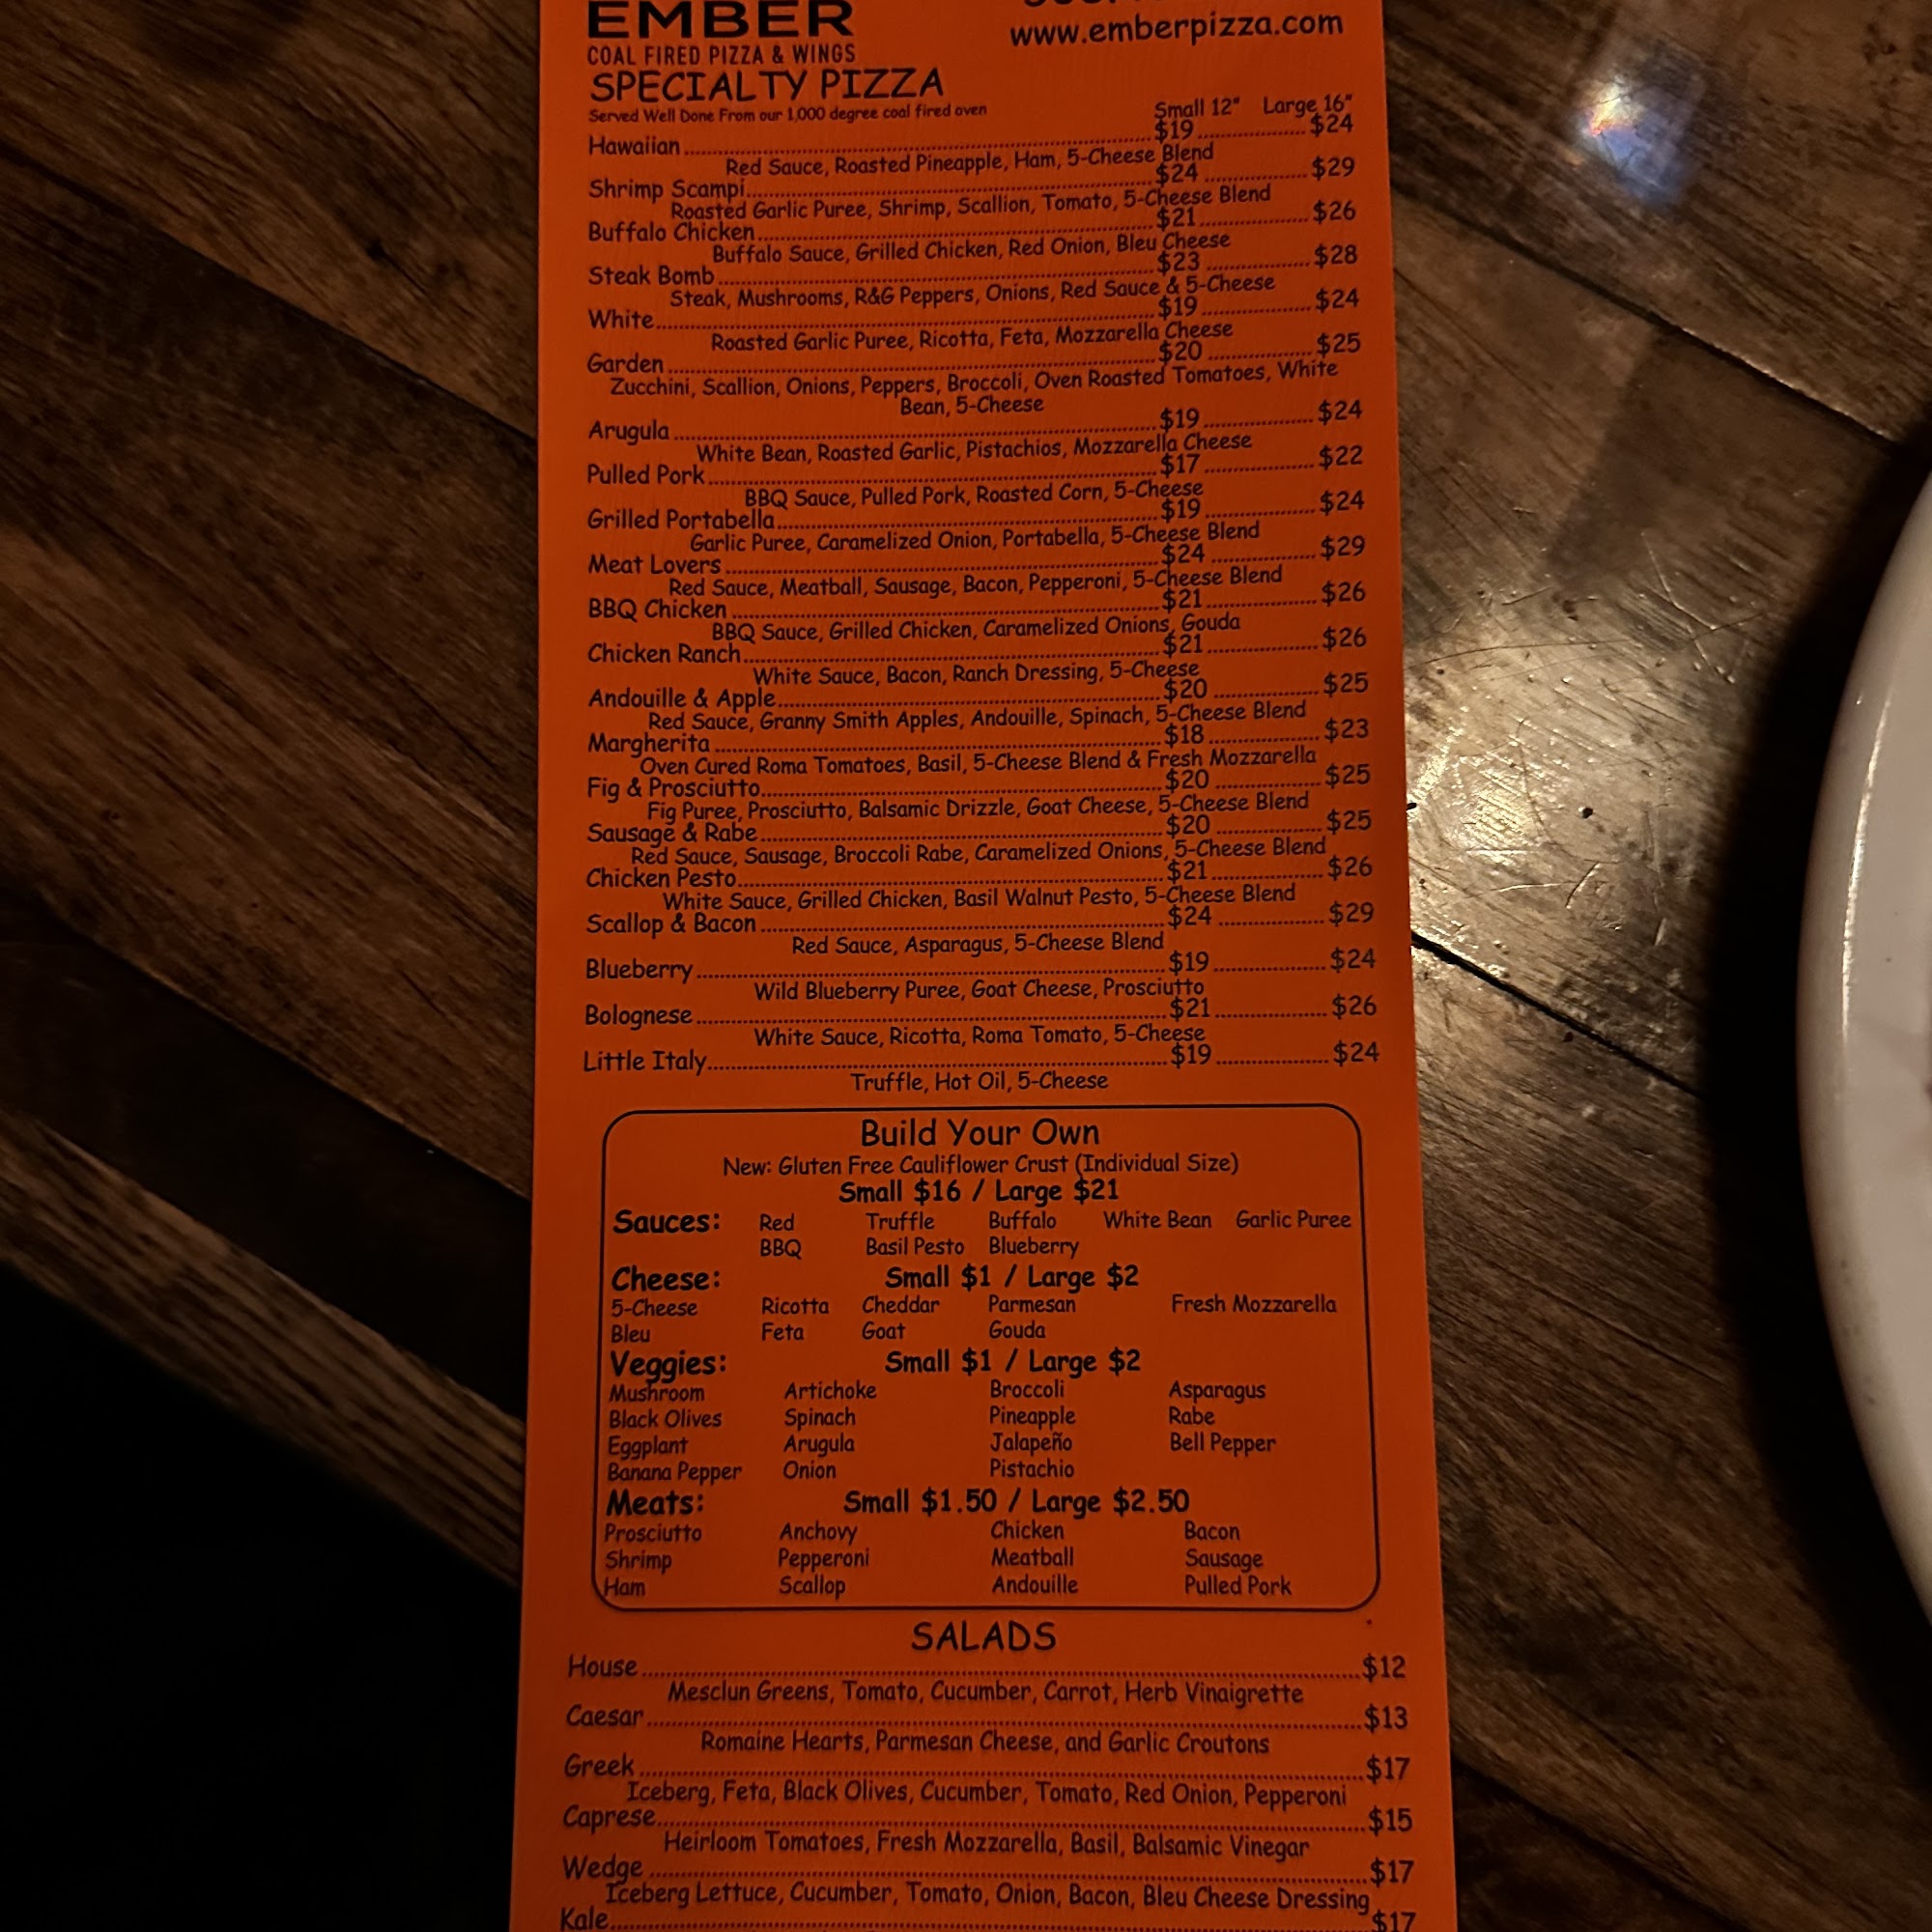 EMBER
www.emberpizza.com
COAL FIRED PIZZA & WINGS
SPECIALTY PIZZA
Served Well Done From our 1,000 degree coal fired oven
Small 12" Large 16"
Hawaiian $19 $24
Red Sauce, Roasted Pineapple, Ham, 5-Cheese Blend
Shrimp Scampi $24 $29
Roasted Garlic Puree, Shrimp, Scallion, Tomato, 5-Cheese Blend
Buffalo Chicken $21 $26
Buffalo Sauce, Grilled Chicken, Red Onion, Bleu Cheese
Steak Bomb $23 $28
Steak, Mushrooms, R&G Peppers, Onions, Red Sauce & 5-Cheese
White $19 $24
Roasted Garlic Puree, Ricotta, Feta, Mozzarella Cheese
Garden $20 $25
Zucchini, Scallion, Onions, Peppers, Broccoli, Oven Roasted Tomatoes, White
Bean, 5-Cheese
Arugula $19 $24
White Bean, Roasted Garlic, Pistachios, Mozzarella Cheese
Pulled Pork $17 $22
BBQ Sauce, Pulled Pork, Roasted Corn, 5-Cheese
Grilled Portabella $19 $24
Garlic Puree, Caramelized Onion, Portabella, 5-Cheese Blend
Meat Lovers $24 $29
Red Sauce, Meatball, Sausage, Bacon, Pepperoni, 5-Cheese Blend
BBQ Chicken $21 $26
BBQ Sauce, Grilled Chicken, Caramelized Onions, Gouda
Chicken Ranch $21 $26
White Sauce, Bacon, Ranch Dressing, 5-Cheese
Andouille & Apple $20 $25
Red Sauce, Granny Smith Apples, Andouille, Spinach, 5-Cheese Blend
Margherita $18 $23
Oven Cured Roma Tomatoes, Basil, 5-Cheese Blend & Fresh Mozzarella
Fig & Prosciutto $20 $25
Fig Puree, Prosciutto, Balsamic Drizzle, Goat Cheese, 5-Cheese Blend
Sausage & Rabe $20 $25
Red Sauce, Sausage, Broccoli Rabe, Caramelized Onions, 5-Cheese Blend
Chicken Pesto $21 $26
White Sauce, Grilled Chicken, Basil Walnut Pesto, 5-Cheese Blend
Scallop & Bacon $24 $29
Red Sauce, Asparagus, 5-Cheese Blend
Blueberry $19 $24
Wild Blueberry Puree, Goat Cheese, Prosciutto
Bolognese $21 $26
White Sauce, Ricotta, Roma Tomato, 5-Cheese
Little Italy $19 $24
Truffle, Hot Oil, 5-Cheese
Build Your Own
New: Gluten Free Cauliflower Crust (Individual Size)
Small $16 / Large $21
Sauces: Red Truffle Buffalo White Bean Garlic Puree
BBQ Basil Pesto Blueberry
Cheese: Small $1 / Large $2
5-Cheese Ricotta Cheddar Parmesan Fresh Mozzarella
Bleu Feta Goat Gouda
Veggies: Small $1 / Large $2
Mushroom Artichoke Broccoli Asparagus
Black Olives Spinach Pineapple Rabe
Eggplant Arugula Jalapeño Bell Pepper
Banana Pepper Onion Pistachio
Meats: Small $1.50 / Large $2.50
Prosciutto Anchovy Chicken Bacon
Shrimp Pepperoni Meatball Sausage
Ham Scallop Andouille Pulled Pork
SALADS
House $12
Mesclun Greens, Tomato, Cucumber, Carrot, Herb Vinaigrette
Caesar $13
Romaine Hearts, Parmesan Cheese, and Garlic Croutons
Greek $17
Iceberg, Feta, Black Olives, Cucumber, Tomato, Red Onion, Pepperoni
Caprese $15
Heirloom Tomatoes, Fresh Mozzarella, Basil, Balsamic Vinegar
Wedge $17
Iceberg Lettuce, Cucumber, Tomato, Onion, Bacon, Bleu Cheese Dressing
Kale $17